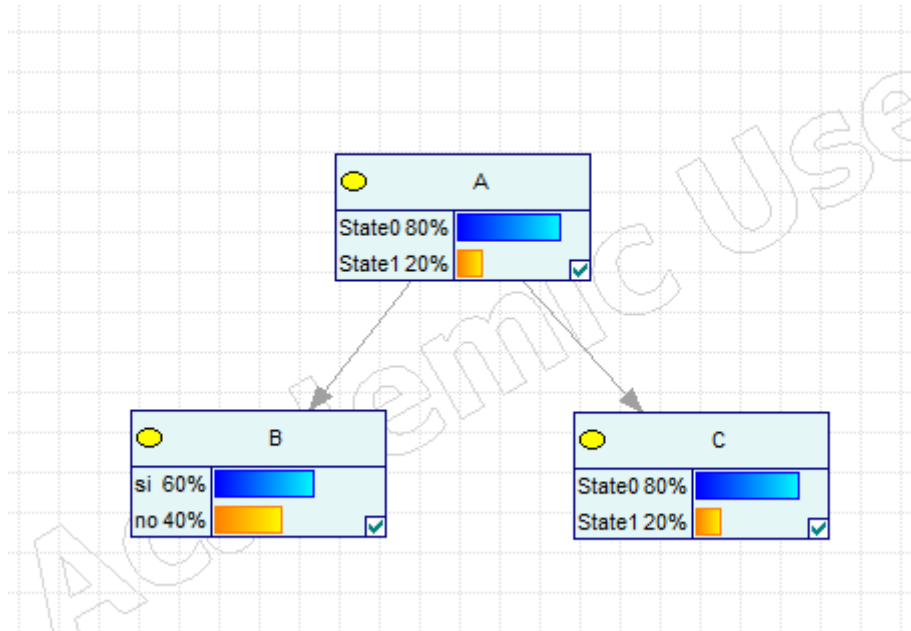 A
State0 80%
State1 20%
B
si 60%
no 40%
C
State0 80%
State1 20%
Academic Use